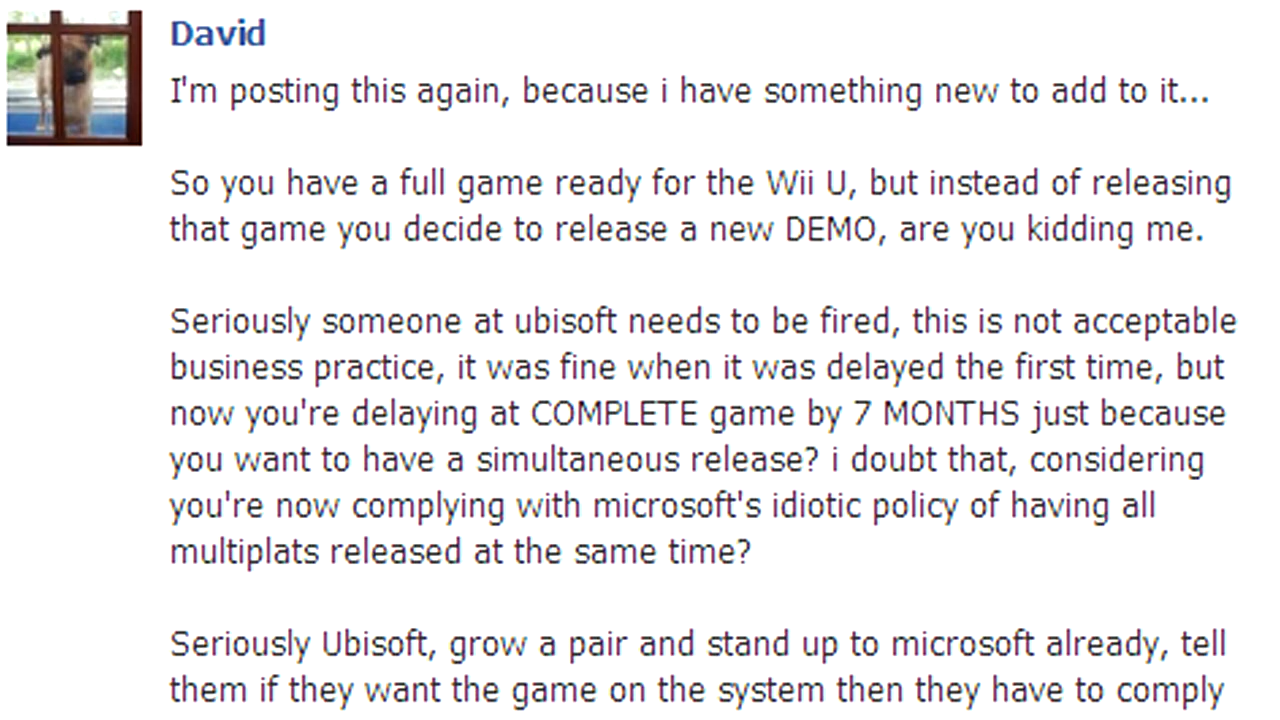 David
I'm posting this again, because i have something new to add to it...
So you have a full game ready for the Wii U, but instead of releasing
that game you decide to release a new DEMO, are you kidding me.
Seriously someone at ubisoft needs to be fired, this is not acceptable
business practice, it was fine when it was delayed the first time, but
now you're delaying at COMPLETE game by 7 MONTHS just because
you want to have a simultaneous release? i doubt that, considering
you're now complying with microsoft's idiotic policy of having all
multiplats released at the same time?
Seriously Ubisoft, grow a pair and stand up to microsoft already, tell
them if they want the game on the system then they have to comply